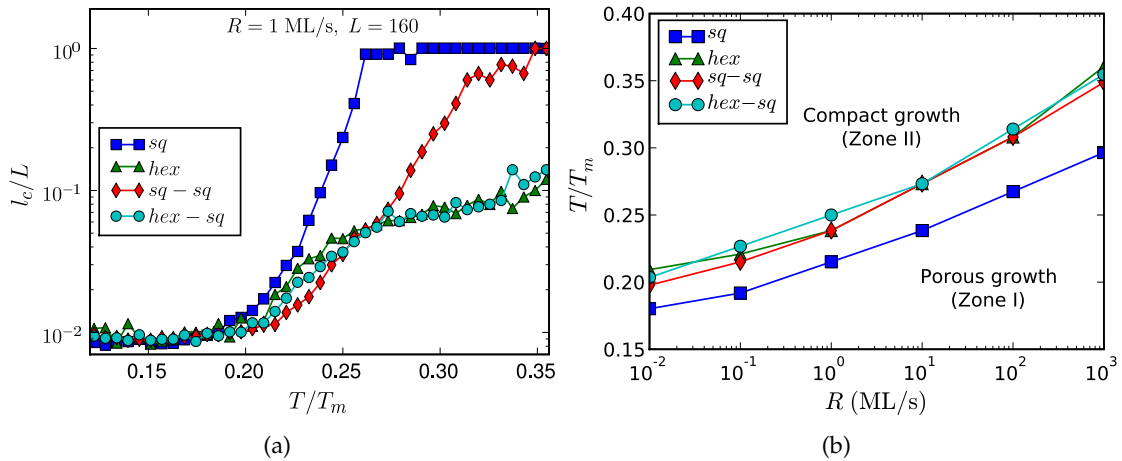 R = 1 ML/s, L = 160
l_c/L
10^0
10^-1
10^-2
sq
hex
sq − sq
hex − sq
0.15 0.20 0.25 0.30 0.35
T/T_m
(a)
T/T_m
0.40
0.35
0.30
0.25
0.20
0.15
sq
hex
sq−sq
hex−sq
Compact growth
(Zone II)
Porous growth
(Zone I)
10^-2 10^-1 10^0 10^1 10^2 10^3
R (ML/s)
(b)